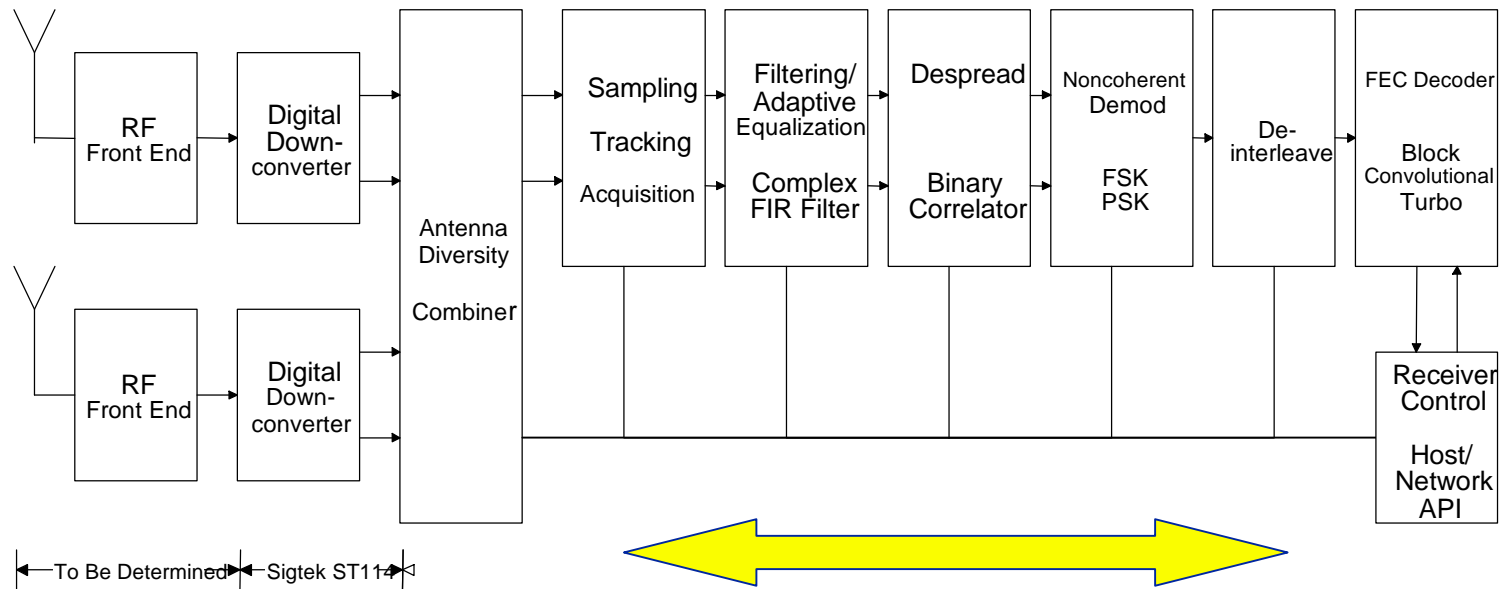 RF
Front End
Digital
Down-
converter
Antenna
Diversity
Combiner
Sampling
Tracking
Acquisition
Filtering/
Adaptive
Equalization
Complex
FIR Filter
Despread
Binary
Correlator
Noncoherent
Demod
FSK
PSK
De-
interleave
FEC Decoder
Block
Convolutional
Turbo
RF
Front End
Digital
Down-
converter
Receiver
Control
Host/
Network
API
To Be Determined
Sigtek ST114